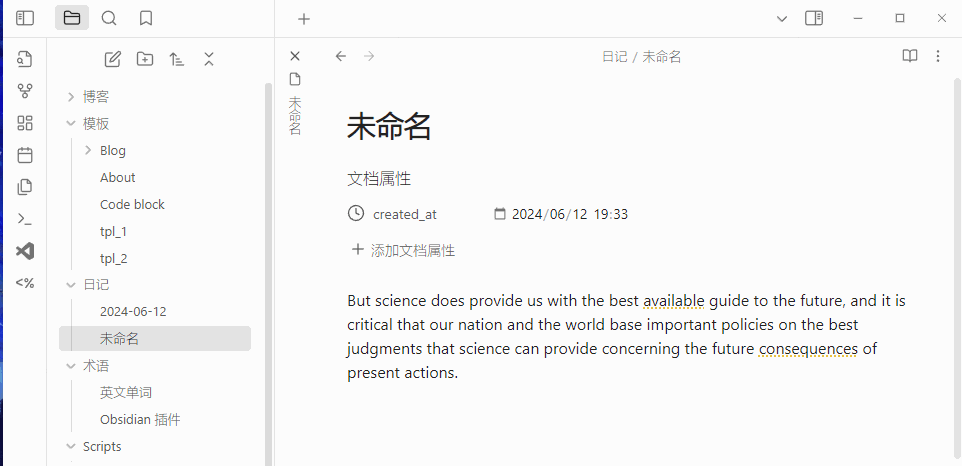 日记 / 未命名
博客
模板
Blog
About
Code block
tpl_1
tpl_2
日记
2024-06-12
未命名
术语
英文单词
Obsidian 插件
Scripts
<%
未命名
未命名
文档属性
created_at 2024/06/12 19:33
添加文档属性
But science does provide us with the best available guide to the future, and it is
critical that our nation and the world base important policies on the best
judgments that science can provide concerning the future consequences of
present actions.